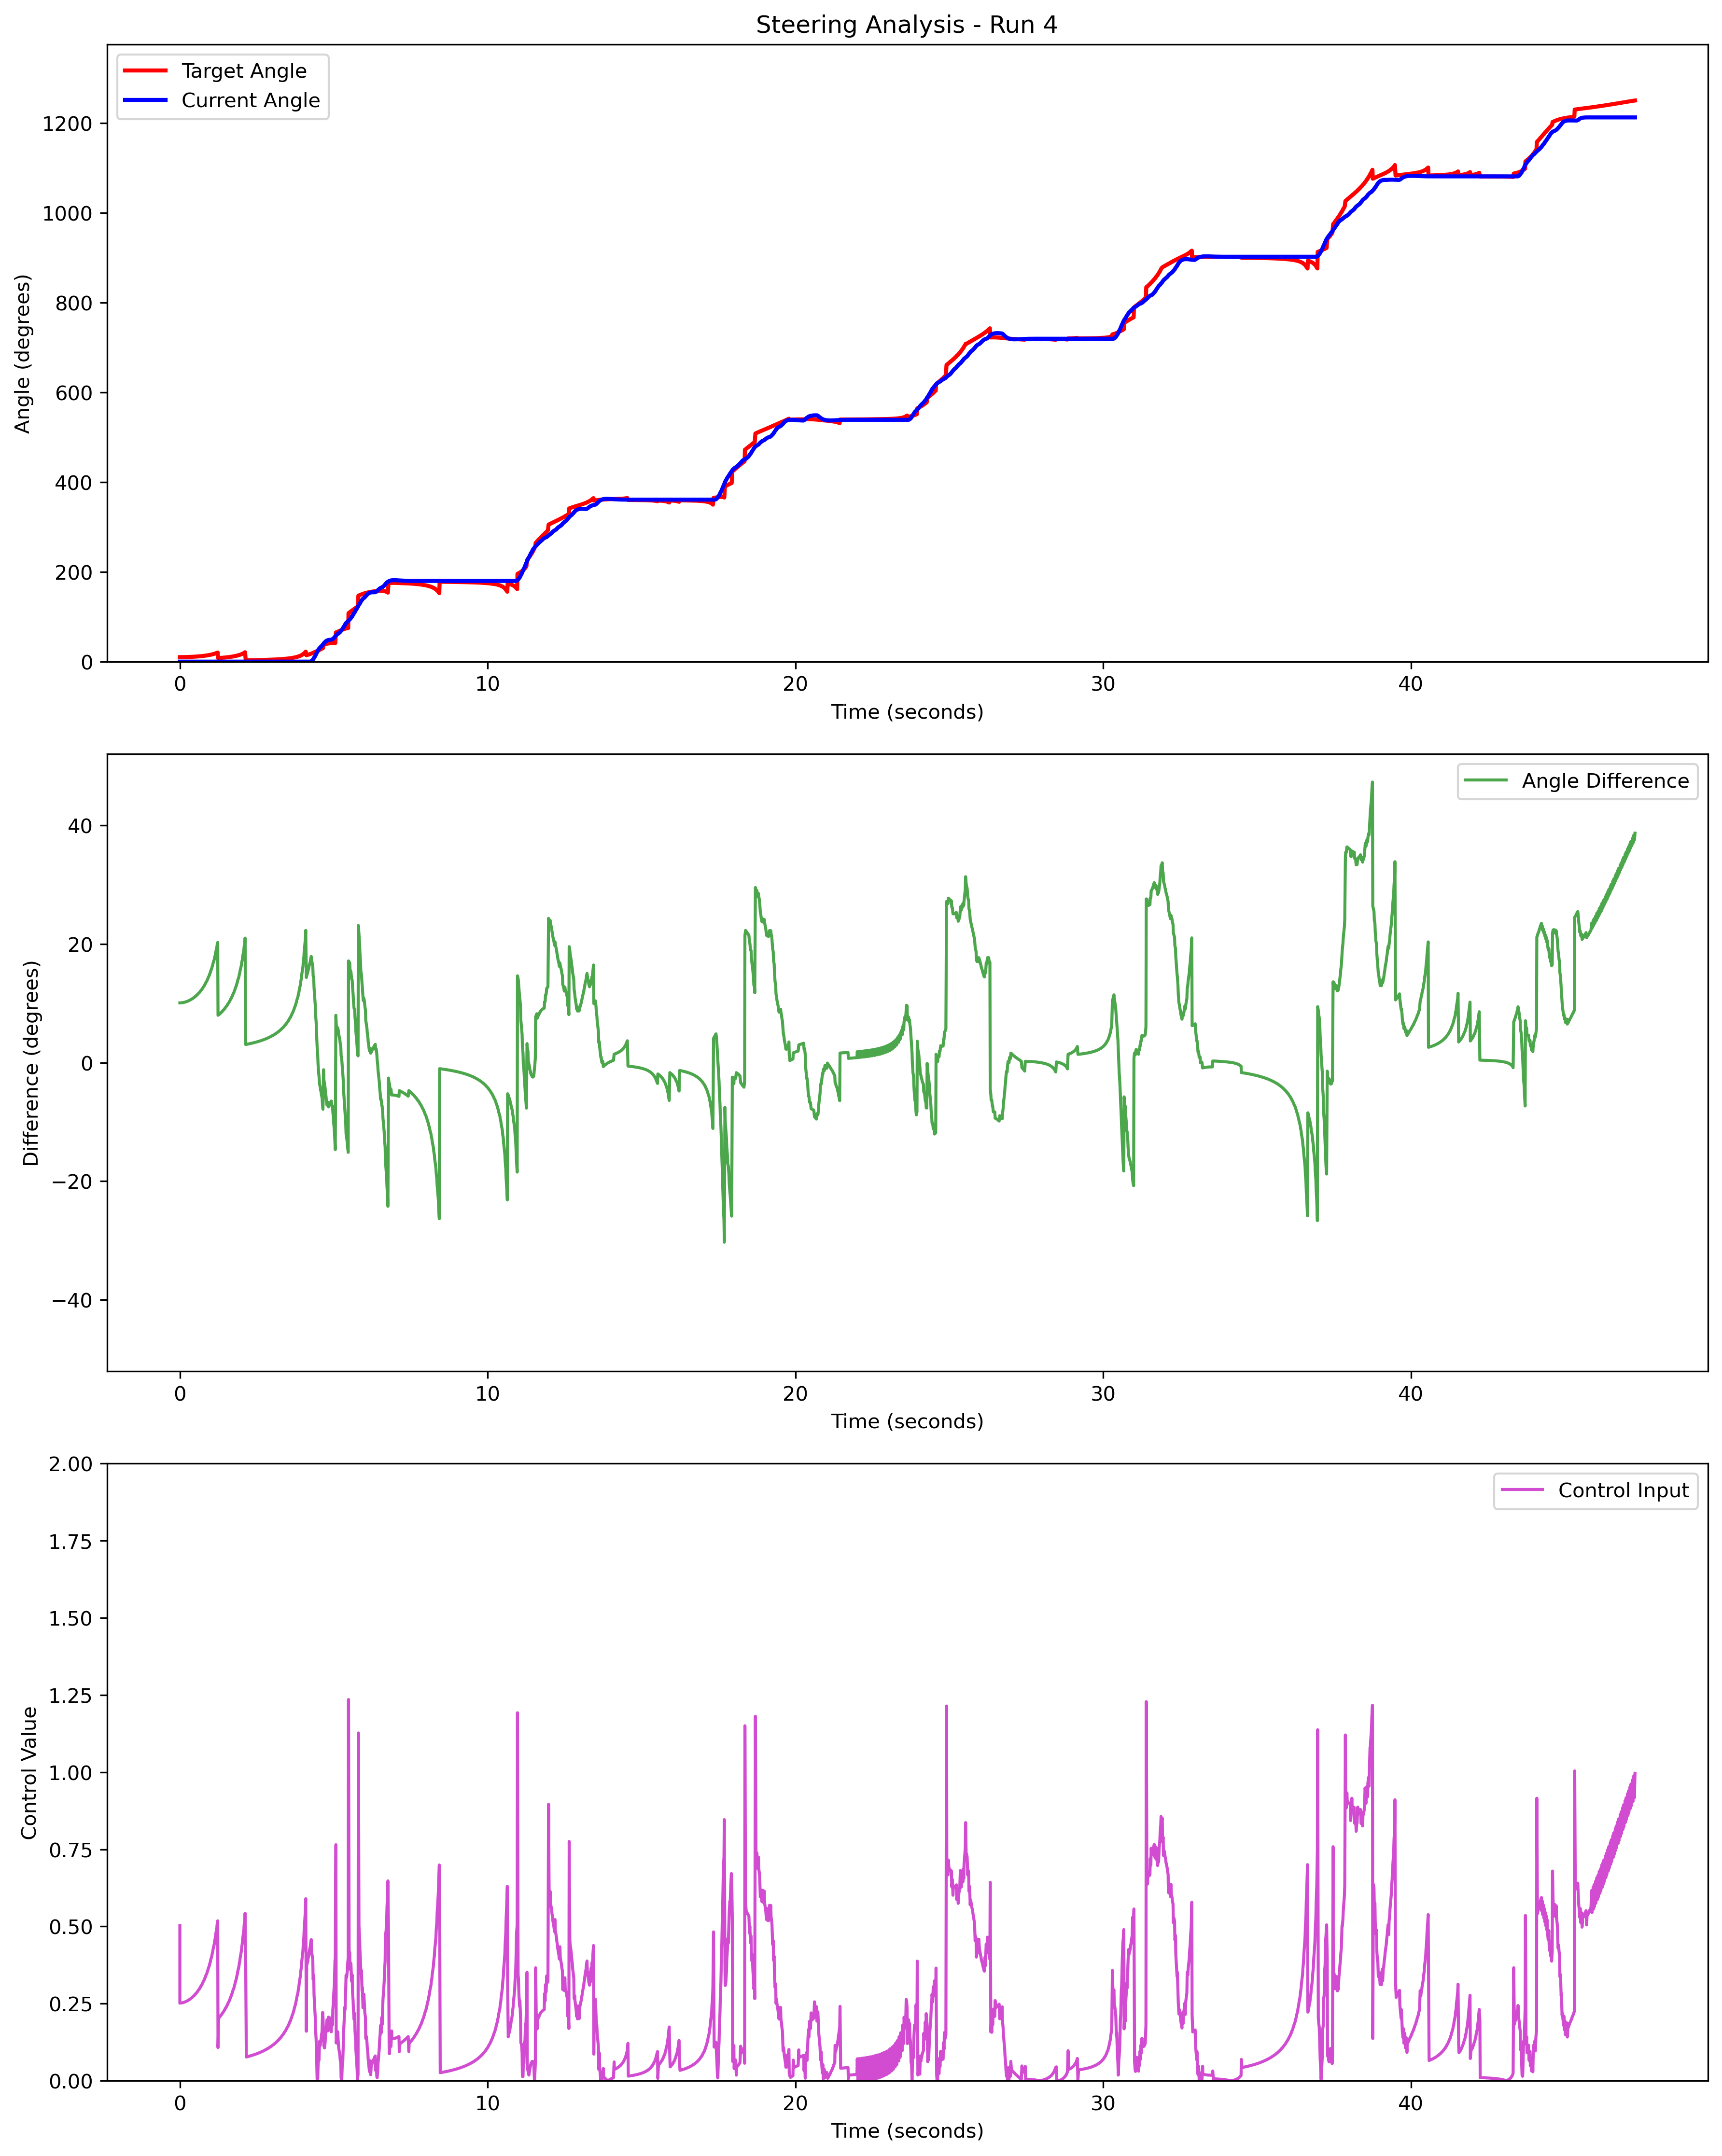 Steering Analysis - Run 4
Target Angle
Current Angle
Angle (degrees)
1200
1000
800
600
400
200
0
0 10 20 30 40
Time (seconds)
Angle Difference
Difference (degrees)
40
20
0
−20
−40
0 10 20 30 40
Time (seconds)
Control Input
Control Value
2.00
1.75
1.50
1.25
1.00
0.75
0.50
0.25
0.00
0 10 20 30 40
Time (seconds)